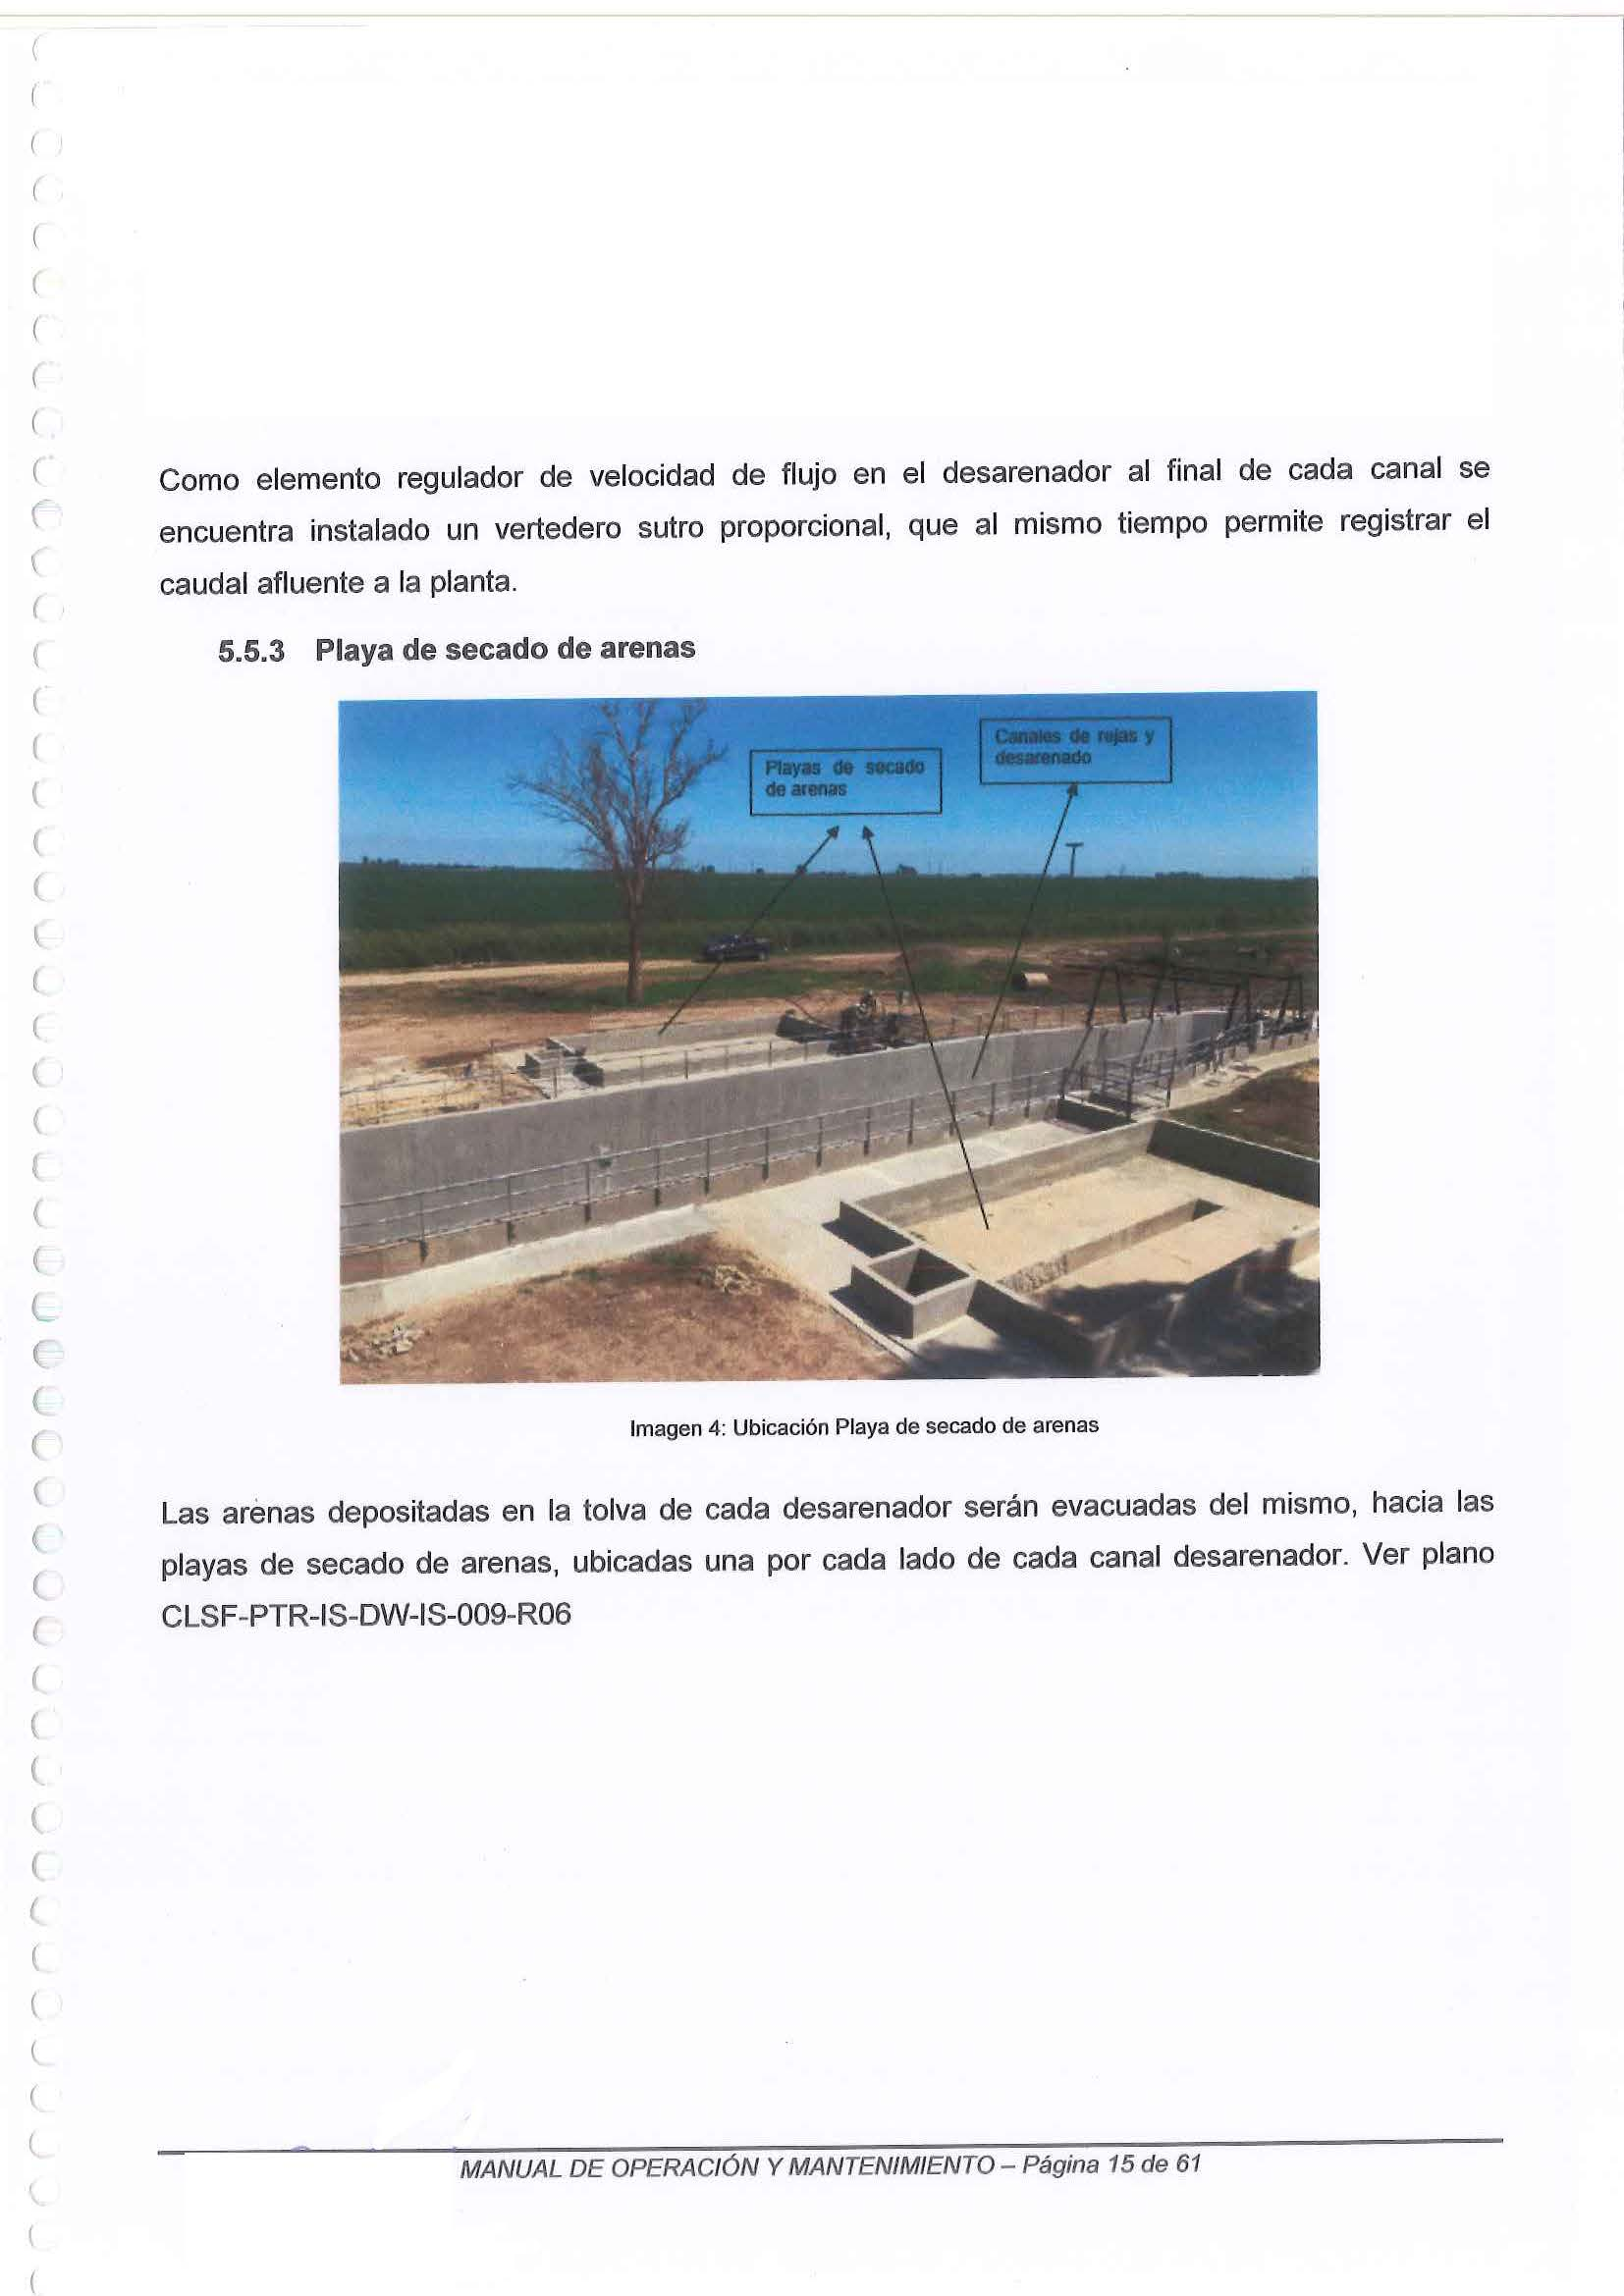 Como elemento regulador de velocidad de flujo en el desarenador al final de cada canal se
encuentra instalado un vertedero sutro proporcional, que al mismo tiempo permite registrar el
caudal afluente a la planta.
5.5.3 Playa de secado de arenas
Canales de rejas y
desarenado
Playas de secado
de arenas
Imagen 4: Ubicación Playa de secado de arenas
Las arenas depositadas en la tolva de cada desarenador serán evacuadas del mismo, hacia las
playas de secado de arenas, ubicadas una por cada lado de cada canal desarenador. Ver plano
CLSF-PTR-IS-DW-IS-009-R06
MANUAL DE OPERACIÓN Y MANTENIMIENTO – Página 15 de 61